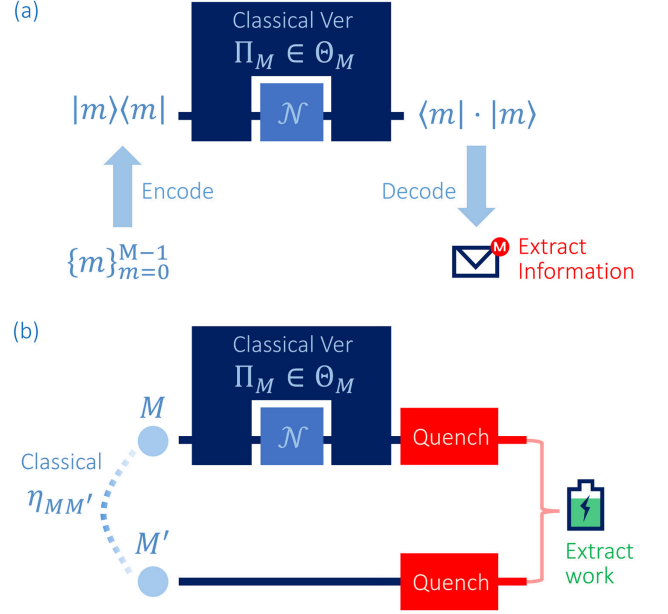 (a)
Classical Ver
Π_M ∈ Θ_M
|m⟩⟨m|
𝒩
⟨m| · |m⟩
Encode
Decode
{m}_{m=0}^{M−1}
M
Extract
Information
(b)
Classical Ver
Π_M ∈ Θ_M
M
𝒩
Quench
Classical
η_{MM′}
M′
Quench
Extract
work